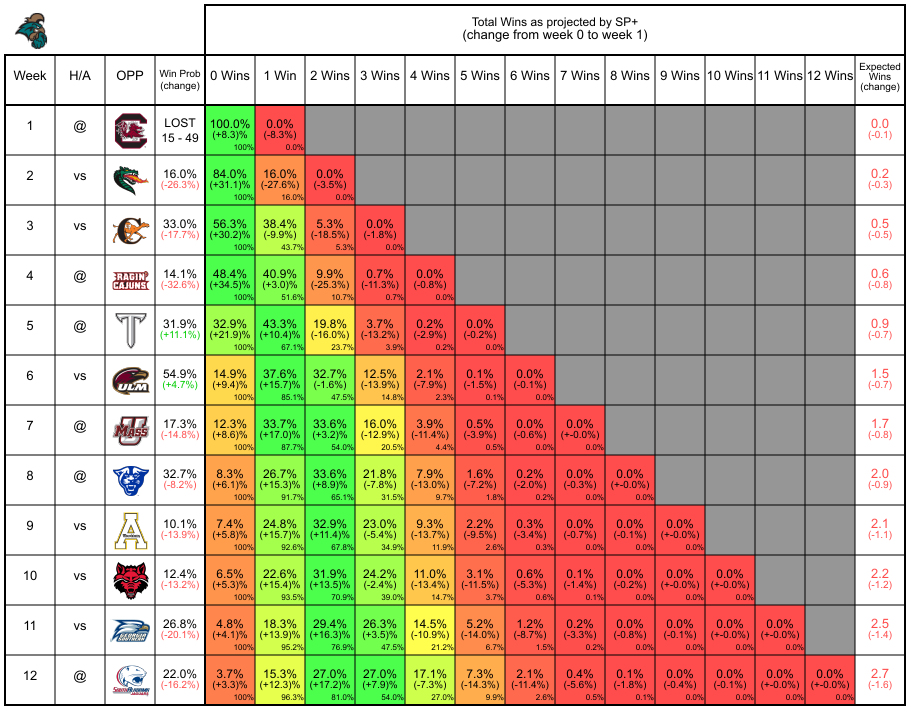 Total Wins as projected by SP+
(change from week 0 to week 1)
Week H/A OPP Win Prob (change) 0 Wins 1 Win 2 Wins 3 Wins 4 Wins 5 Wins 6 Wins 7 Wins 8 Wins 9 Wins 10 Wins 11 Wins 12 Wins Expected Wins (change)
1 @ C LOST 100.0% 0.0% 0.0
15 - 49 (+8.3)% (-8.3%) (-0.1)
100% 0.0%
2 vs 16.0% 84.0% 16.0% 0.0% 0.2
(-26.3%) (+31.1)% (-27.6%) (-3.5%) (-0.3)
100% 16.0% 0.0%
3 vs C 33.0% 56.3% 38.4% 5.3% 0.0% 0.5
(-17.7%) (+30.2)% (-9.9%) (-18.5%) (-1.8%) (-0.5)
100% 43.7% 5.3% 0.0%
4 @ RAGIN' CAJUNS 14.1% 48.4% 40.9% 9.9% 0.7% 0.0% 0.6
(-32.6%) (+34.5)% (+3.0)% (-25.3%) (-11.3%) (-0.8%) (-0.8)
100% 51.6% 10.7% 0.7% 0.0%
5 @ T 31.9% 32.9% 43.3% 19.8% 3.7% 0.2% 0.0% 0.9
(+11.1%) (+21.9)% (+10.4)% (-16.0%) (-13.2%) (-2.9%) (-0.2%) (-0.7)
100% 67.1% 23.7% 3.9% 0.2% 0.0%
6 vs ULM 54.9% 14.9% 37.6% 32.7% 12.5% 2.1% 0.1% 0.0% 1.5
(+4.7%) (+9.4)% (+15.7)% (-1.6%) (-13.9%) (-7.9%) (-1.5%) (-0.1%) (-0.7)
100% 85.1% 47.5% 14.8% 2.3% 0.1% 0.0%
7 @ U MASS 17.3% 12.3% 33.7% 33.6% 16.0% 3.9% 0.5% 0.0% 0.0% 1.7
(-14.8%) (+8.6)% (+17.0)% (+3.2)% (-12.9%) (-11.4%) (-3.9%) (-0.6%) (+-0.0%) (-0.8)
100% 87.7% 54.0% 20.5% 4.4% 0.5% 0.0% 0.0%
8 @ 32.7% 8.3% 26.7% 33.6% 21.8% 7.9% 1.6% 0.2% 0.0% 0.0% 2.0
(-8.2%) (+6.1)% (+15.3)% (+8.9)% (-7.8%) (-13.0%) (-7.2%) (-2.0%) (-0.3%) (+-0.0%) (-0.9)
100% 91.7% 65.1% 31.5% 9.7% 1.8% 0.2% 0.0% 0.0%
9 vs A 10.1% 7.4% 24.8% 32.9% 23.0% 9.3% 2.2% 0.3% 0.0% 0.0% 0.0% 2.1
(-13.9%) (+5.8)% (+15.7)% (+11.4)% (-5.4%) (-13.7%) (-9.5%) (-3.4%) (-0.7%) (-0.1%) (+-0.0%) (-1.1)
100% 92.6% 67.8% 34.9% 11.9% 2.6% 0.3% 0.0% 0.0% 0.0%
10 vs 12.4% 6.5% 22.6% 31.9% 24.2% 11.0% 3.1% 0.6% 0.1% 0.0% 0.0% 0.0% 2.2
(-13.2%) (+5.3)% (+15.4)% (+13.5)% (-2.4%) (-13.4%) (-11.5%) (-5.3%) (-1.4%) (-0.2%) (+-0.0%) (+-0.0%) (-1.2)
100% 93.5% 70.9% 39.0% 14.7% 3.7% 0.6% 0.1% 0.0% 0.0% 0.0%
11 vs GEORGIA SOUTHERN 26.8% 4.8% 18.3% 29.4% 26.3% 14.5% 5.2% 1.2% 0.2% 0.0% 0.0% 0.0% 0.0% 2.5
(-20.1%) (+4.1)% (+13.9)% (+16.3)% (+3.5)% (-10.9%) (-14.0%) (-8.7%) (-3.3%) (-0.8%) (-0.1%) (+-0.0%) (+-0.0%) (-1.4)
100% 95.2% 76.9% 47.5% 21.2% 6.7% 1.5% 0.2% 0.0% 0.0% 0.0% 0.0%
12 @ SOUTH ALABAMA JAGUARS 22.0% 3.7% 15.3% 27.0% 27.0% 17.1% 7.3% 2.1% 0.4% 0.1% 0.0% 0.0% 0.0% 0.0% 2.7
(-16.2%) (+3.3)% (+12.3)% (+17.2)% (+7.9)% (-7.3%) (-14.3%) (-11.4%) (-5.6%) (-1.8%) (-0.4%) (-0.1%) (+-0.0%) (+-0.0%) (-1.6)
100% 96.3% 81.0% 54.0% 27.0% 9.9% 2.6% 0.5% 0.1% 0.0% 0.0% 0.0% 0.0%